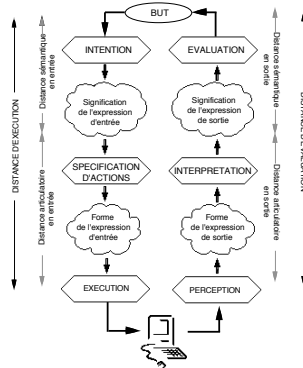 BUT
INTENTION
EVALUATION
Signification
de l'expression
d'entrée
Signification
de l'expression
de sortie
SPECIFICATION
D'ACTIONS
INTERPRETATION
Forme
de l'expression
d'entrée
Forme
de l'expression
de sortie
EXECUTION
PERCEPTION
DISTANCE D'EXECUTION
Distance sémantique
en entrée
Distance articulatoire
en entrée
Distance sémantique
en sortie
Distance articulatoire
en sortie